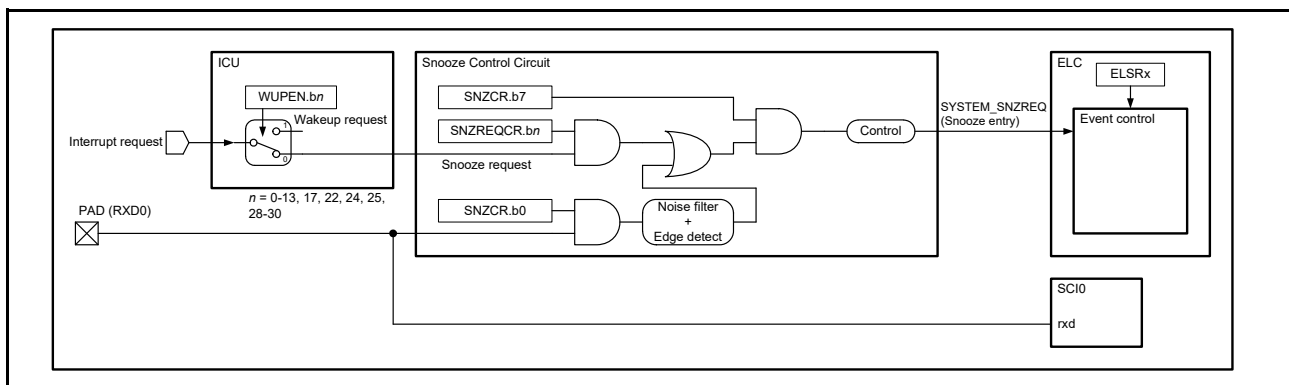 ICU
WUPEN.bn
1
Wakeup request
0
Interrupt request
n = 0-13, 17, 22, 24, 25,
28-30
PAD (RXD0)
Snooze Control Circuit
SNZCR.b7
SNZREQCR.bn
Snooze request
SNZCR.b0
Noise filter
+
Edge detect
Control
SYSTEM_SNZREQ
(Snooze entry)
ELC
ELSRx
Event control
SCI0
rxd